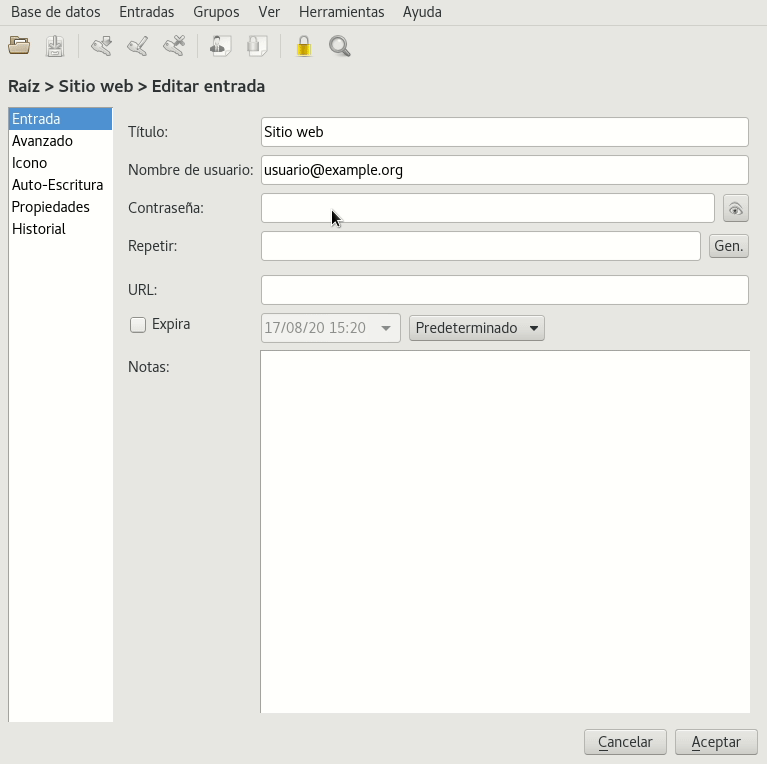 Base de datos Entradas Grupos Ver Herramientas Ayuda
Raíz > Sitio web > Editar entrada
Entrada
Avanzado
Icono
Auto-Escritura
Propiedades
Historial
Título: Sitio web
Nombre de usuario: usuario@example.org
Contraseña:
Repetir: Gen.
URL:
Expira 17/08/20 15:20 Predeterminado
Notas:
Cancelar Aceptar